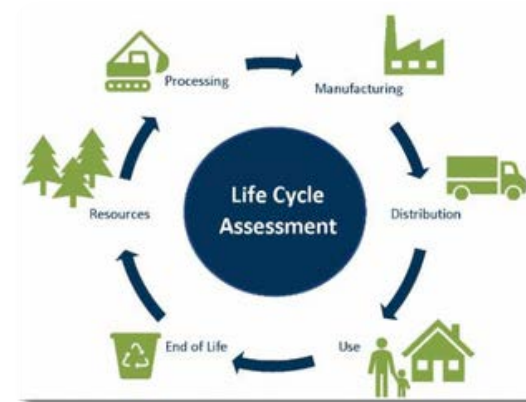 Processing
Manufacturing
Resources
Life Cycle
Assessment
Distribution
End of Life
Use